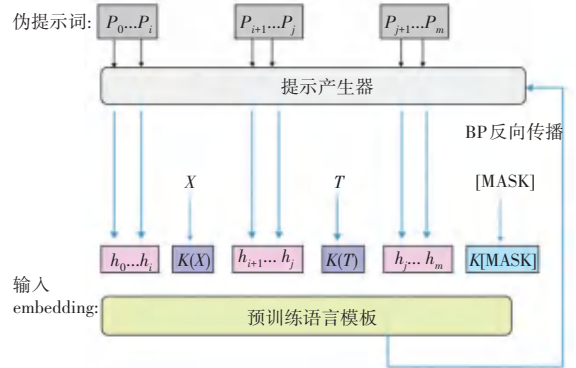 伪提示词: P0...Pi Pi+1...Pj Pj+1...Pm
提示产生器
BP反向传播
X T [MASK]
h0...hi K(X) hi+1...hj K(T) hj...hm K[MASK]
输入
embedding:
预训练语言模板